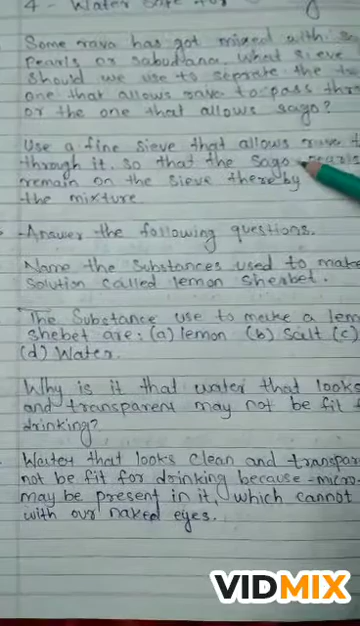 4 - Water safe for
Some rava has got mixed with
pearls or sabudana. What sieve
should we use to seprate the
one that allows rava to pass
or the one that allows sago?
Use a fine sieve that allows rava
through it, so that the sago pearls
remain on the sieve thereby
the mixture
Answer the following questions.
Name the substances used to make
solution called lemon sherbet.
The Substance use to make a
shebet are: (a) lemon (b) Salt (c)
(d) Water.
Why is it that water that looks
and transparent may not be fit
drinking?
Water that looks clean and
not be fit for drinking because micro-
may be present in it, which cannot
with our naked eyes.
VIDMIX